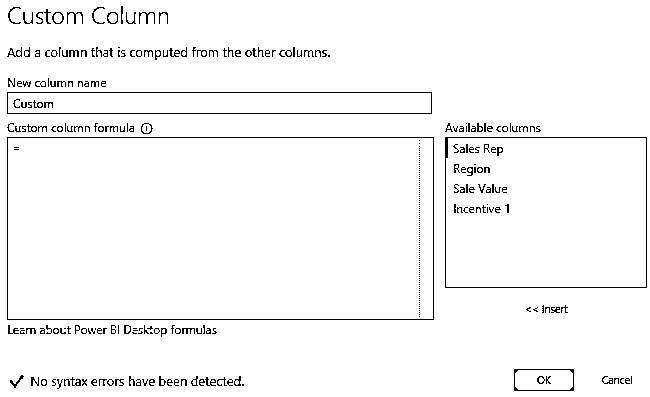 Custom Column
Add a column that is computed from the other columns.
New column name
Custom
Custom column formula
Available columns
=
Sales Rep
Region
Sale Value
Incentive 1
<< Insert
Learn about Power BI Desktop formulas
No syntax errors have been detected.
OK
Cancel